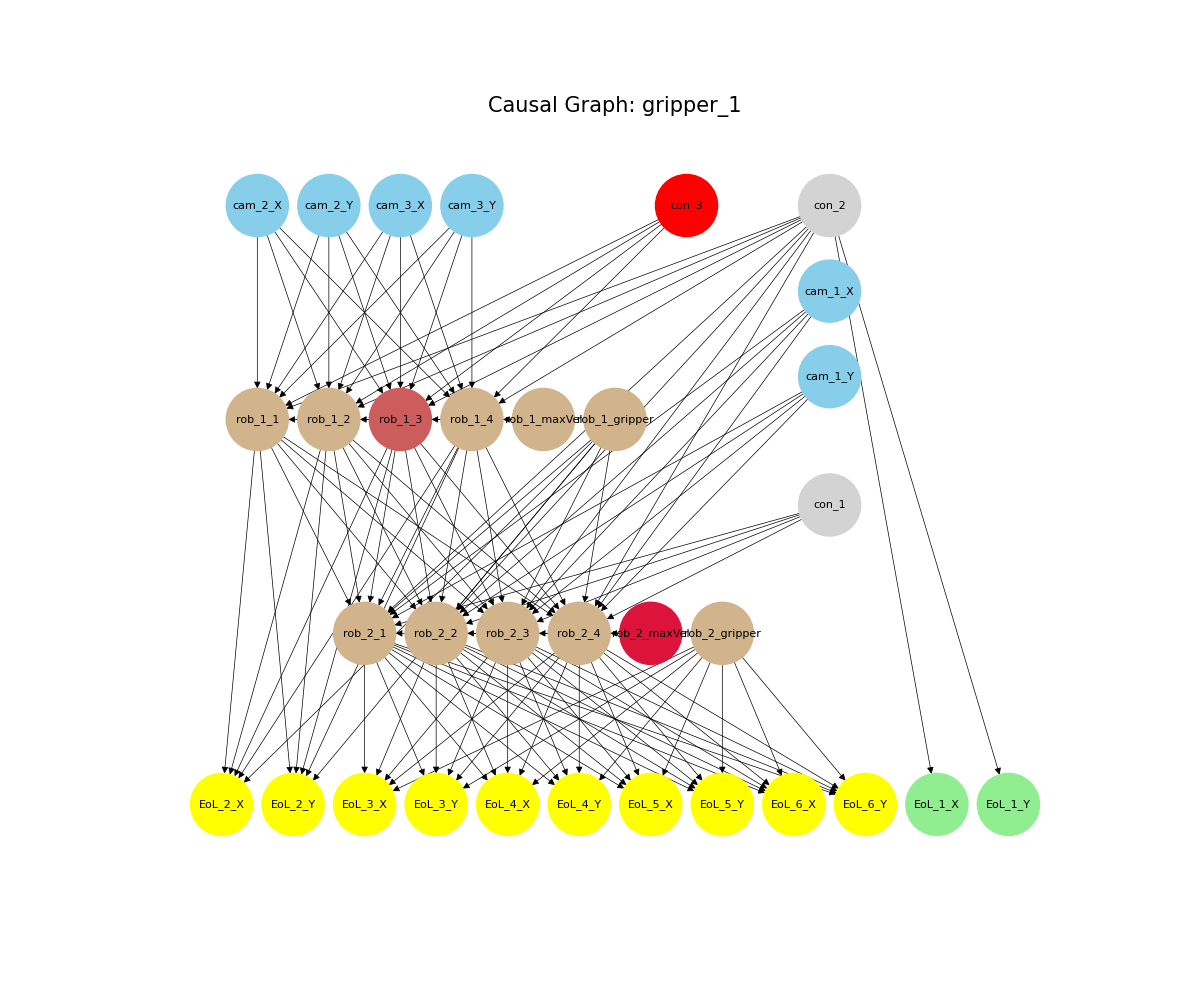 Causal Graph: gripper_1
cam_2_X cam_2_Y cam_3_X cam_3_Y con_3 con_2
cam_1_X
cam_1_Y
rob_1_1 rob_1_2 rob_1_3 rob_1_4 rob_1_maxVel rob_1_gripper
con_1
rob_2_1 rob_2_2 rob_2_3 rob_2_4 rob_2_maxVel rob_2_gripper
EoL_2_X EoL_2_Y EoL_3_X EoL_3_Y EoL_4_X EoL_4_Y EoL_5_X EoL_5_Y EoL_6_X EoL_6_Y EoL_1_X EoL_1_Y